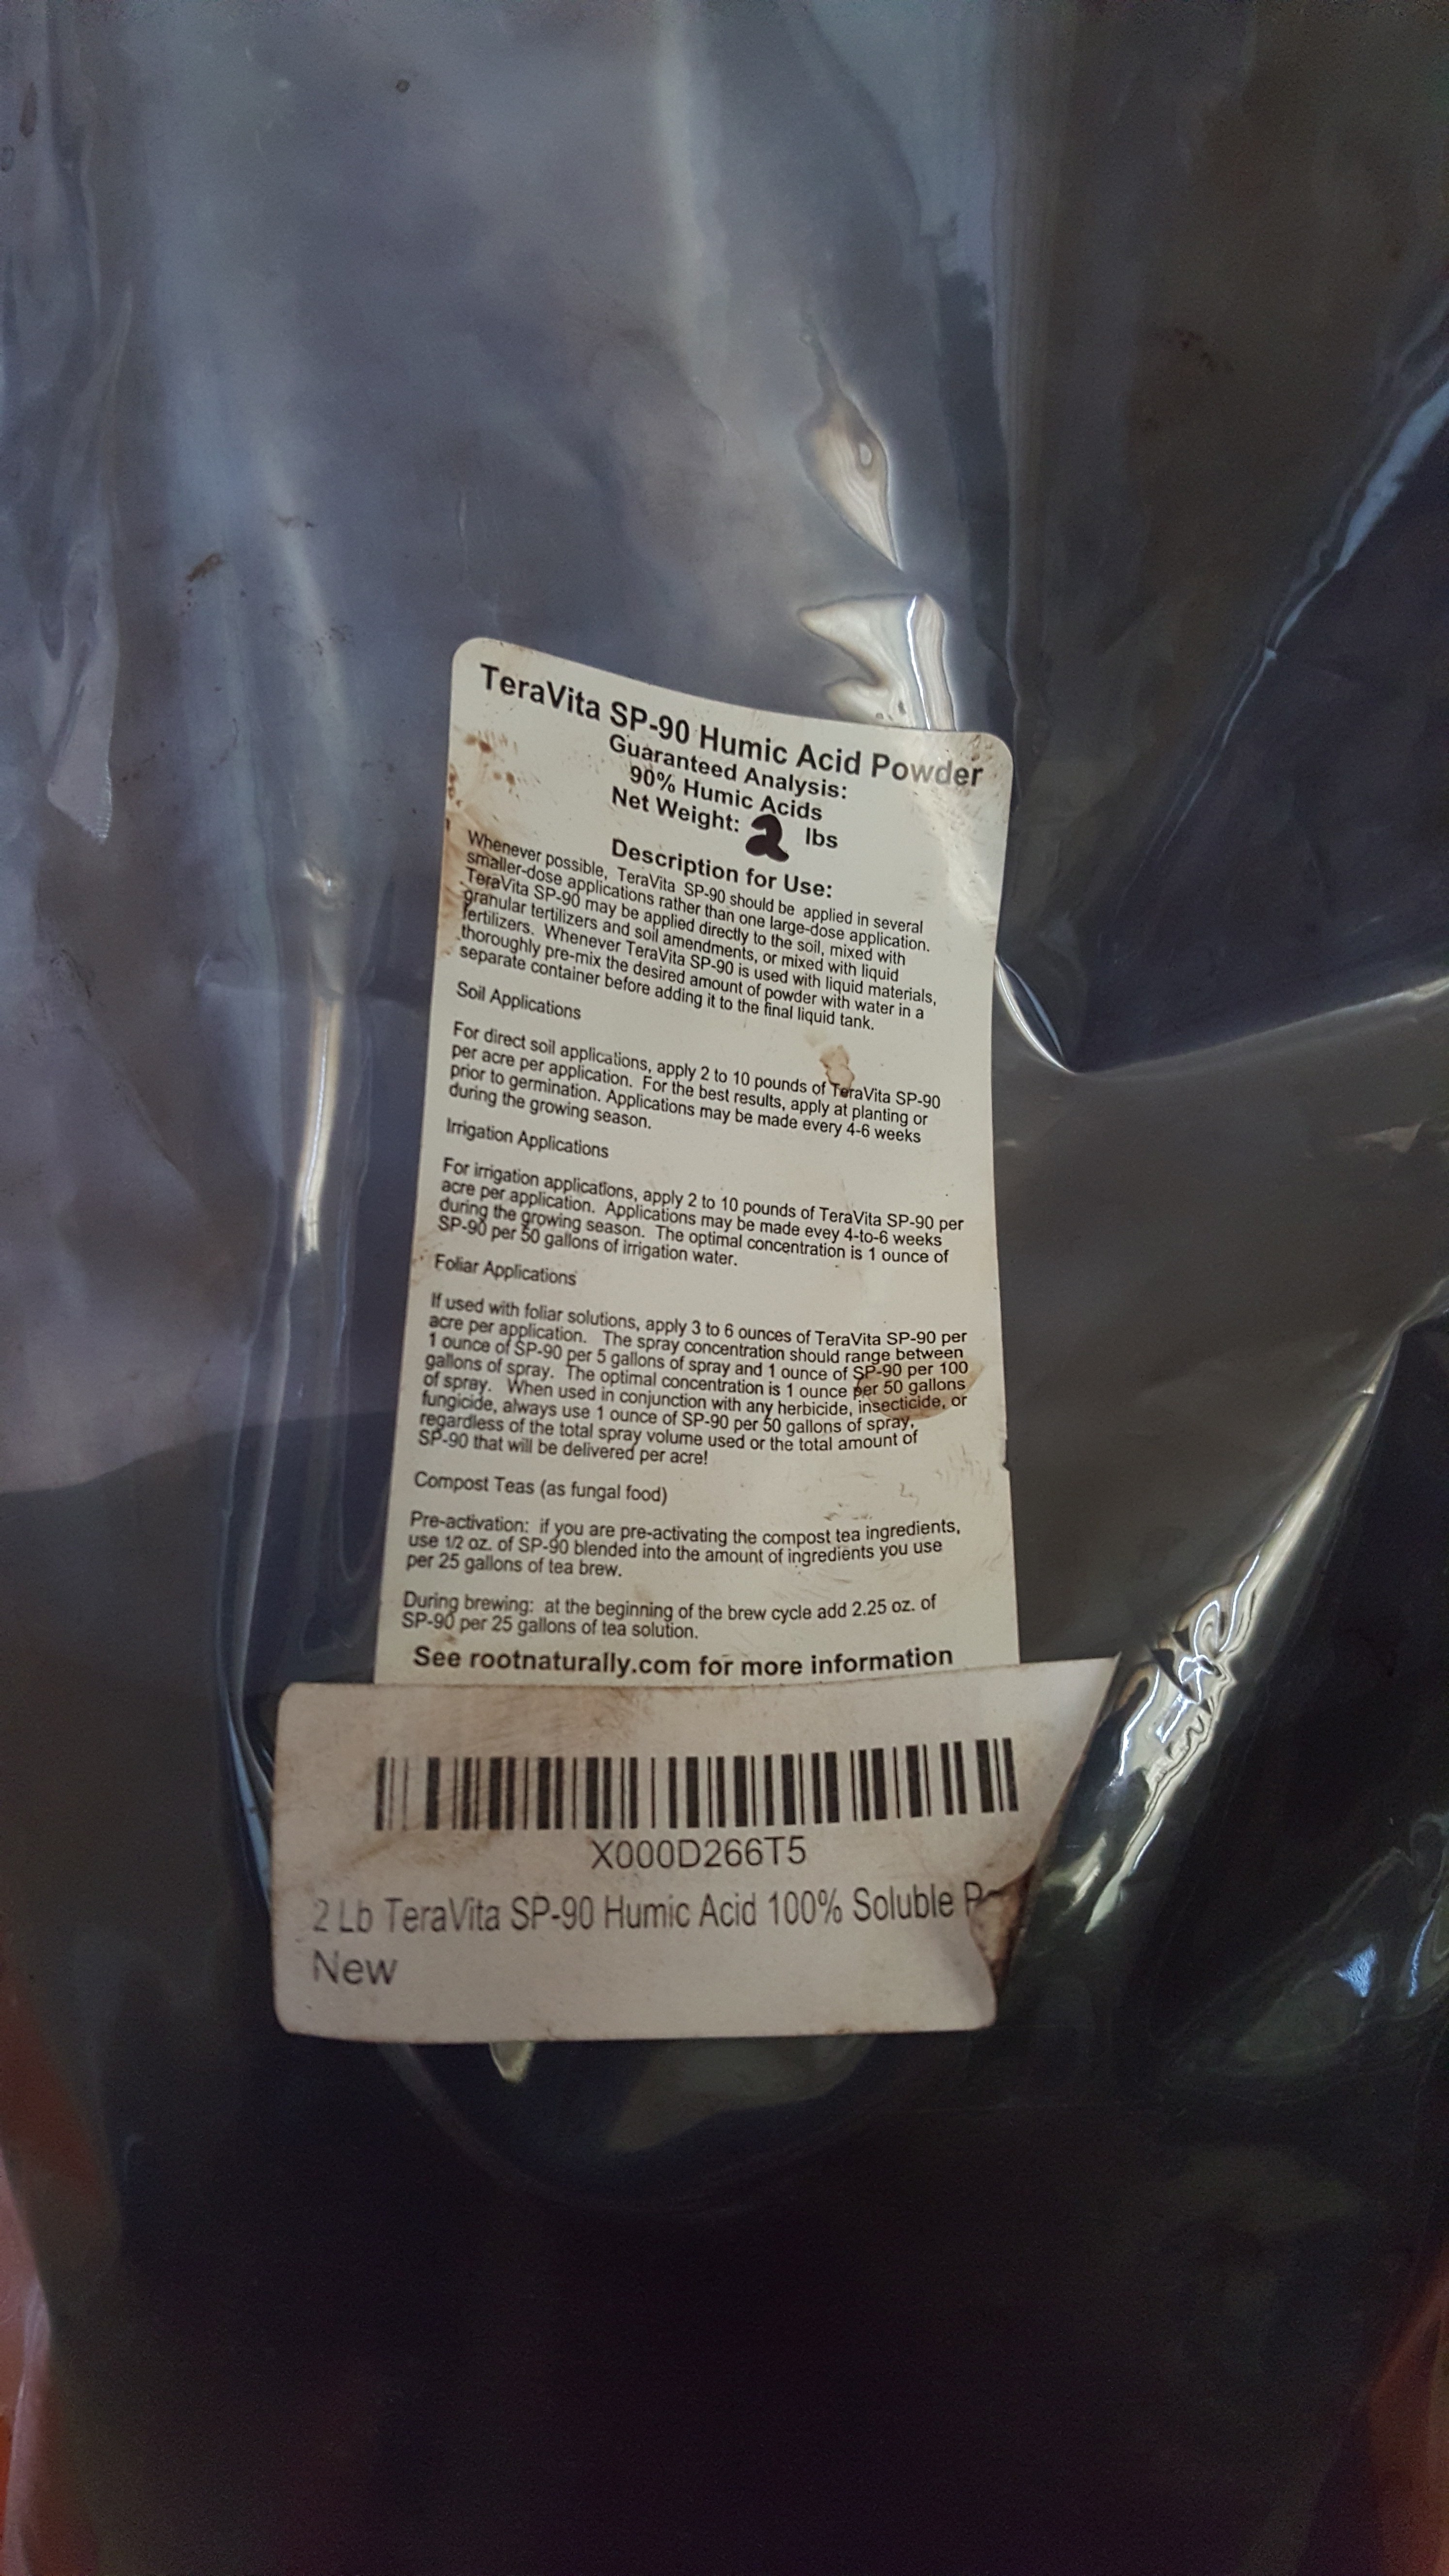 TeraVita SP-90 Humic Acid Powder
Guaranteed Analysis:
90% Humic Acids
Net Weight: 2 lbs
Description for Use:
Whenever possible, TeraVita SP-90 should be applied in several
smaller-dose applications rather than one large-dose application.
TeraVita SP-90 may be applied directly to the soil, mixed with
granular tertilizers and soil amendments, or mixed with liquid
fertilizers. Whenever TeraVita SP-90 is used with liquid materials,
thoroughly pre-mix the desired amount of powder with water in a
separate container before adding it to the final liquid tank.
Soil Applications
For direct soil applications, apply 2 to 10 pounds of TeraVita SP-90
per acre per application. For the best results, apply at planting or
prior to germination. Applications may be made every 4-6 weeks
during the growing season.
Irrigation Applications
For irrigation applications, apply 2 to 10 pounds of TeraVita SP-90 per
acre per application. Applications may be made evey 4-to-6 weeks
during the growing season. The optimal concentration is 1 ounce of
SP-90 per 50 gallons of irrigation water.
Foliar Applications
If used with foliar solutions, apply 3 to 6 ounces of TeraVita SP-90 per
acre per application. The spray concentration should range between
1 ounce of SP-90 per 5 gallons of spray and 1 ounce of SP-90 per 100
gallons of spray. The optimal concentration is 1 ounce per 50 gallons
of spray. When used in conjunction with any herbicide, insecticide, or
fungicide, always use 1 ounce of SP-90 per 50 gallons of spray,
regardless of the total spray volume used or the total amount of
SP-90 that will be delivered per acre!
Compost Teas (as fungal food)
Pre-activation: if you are pre-activating the compost tea ingredients,
use 1/2 oz. of SP-90 blended into the amount of ingredients you use
per 25 gallons of tea brew.
During brewing: at the beginning of the brew cycle add 2.25 oz. of
SP-90 per 25 gallons of tea solution.
See rootnaturally.com for more information
X000D266T5
2 Lb TeraVita SP-90 Humic Acid 100% Soluble
New